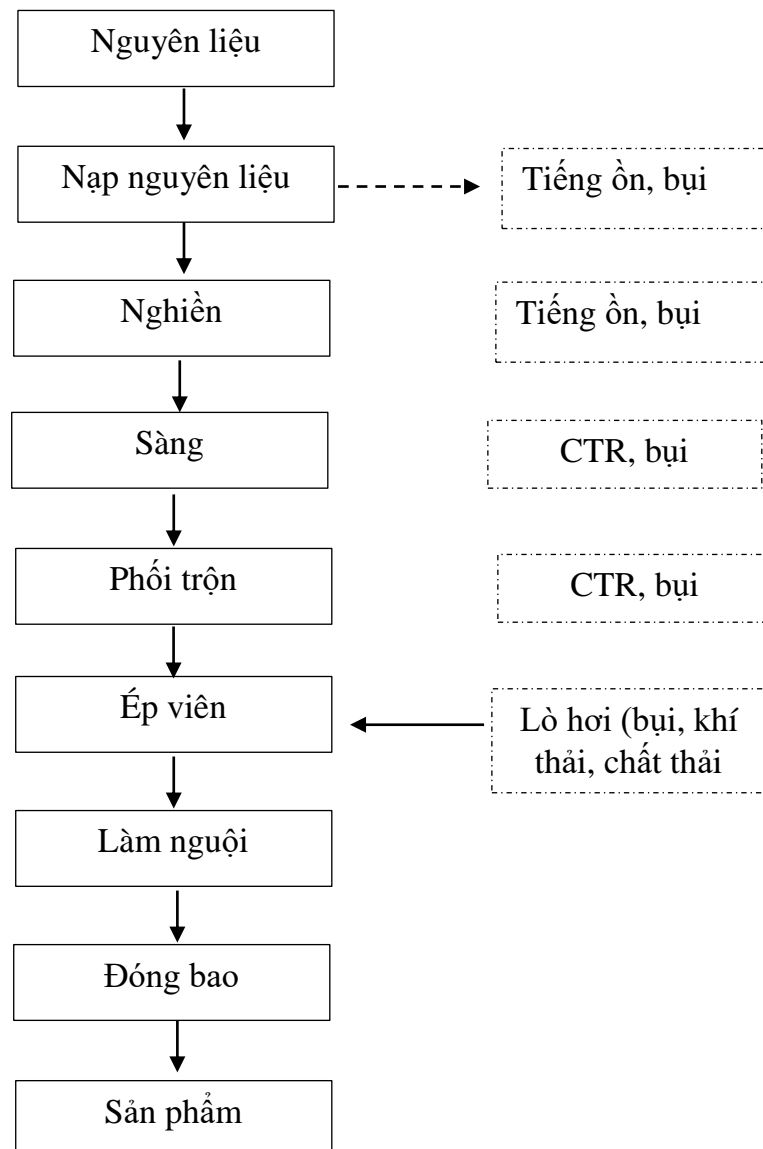 Nguyên liệu
Nạp nguyên liệu
Tiếng ồn, bụi
Nghiền
Tiếng ồn, bụi
Sàng
CTR, bụi
Phối trộn
CTR, bụi
Ép viên
Lò hơi (bụi, khí
thải, chất thải
Làm nguội
Đóng bao
Sản phẩm